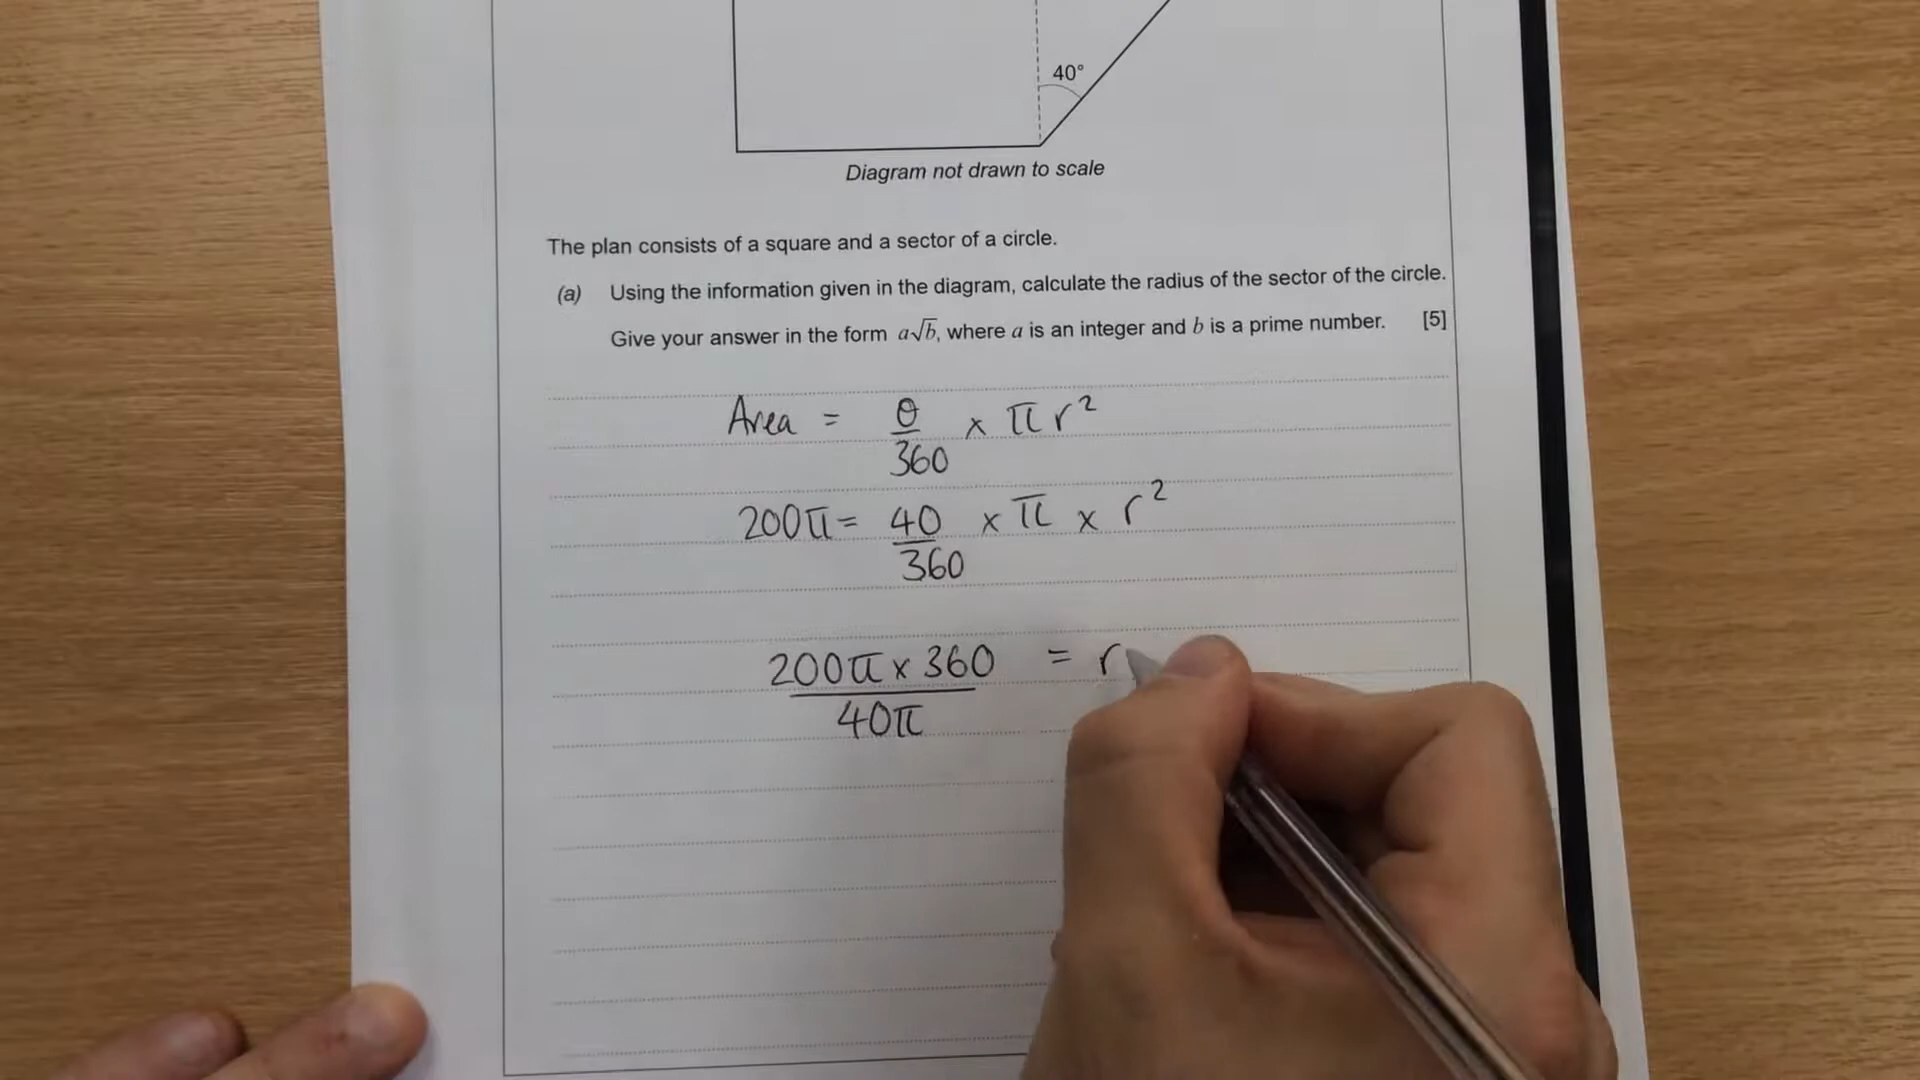 40°
Diagram not drawn to scale
The plan consists of a square and a sector of a circle.
(a) Using the information given in the diagram, calculate the radius of the sector of the circle.
Give your answer in the form a√b, where a is an integer and b is a prime number. [5]
Area = θ/360 × π r²
200π = 40/360 × π × r²
200π × 360 / 40π = r